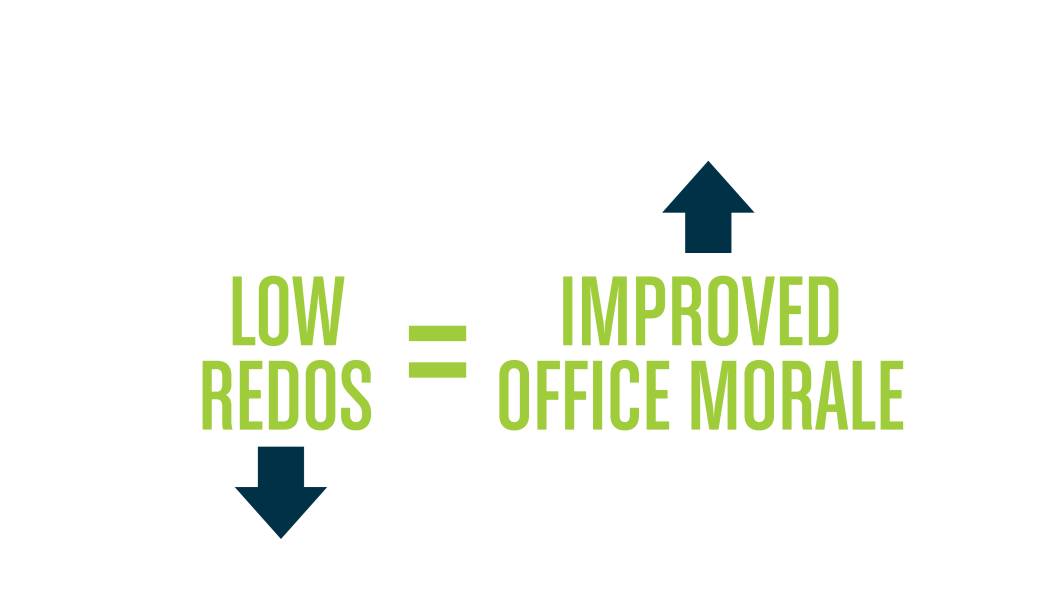 LOW
REDOS
=
IMPROVED
OFFICE MORALE